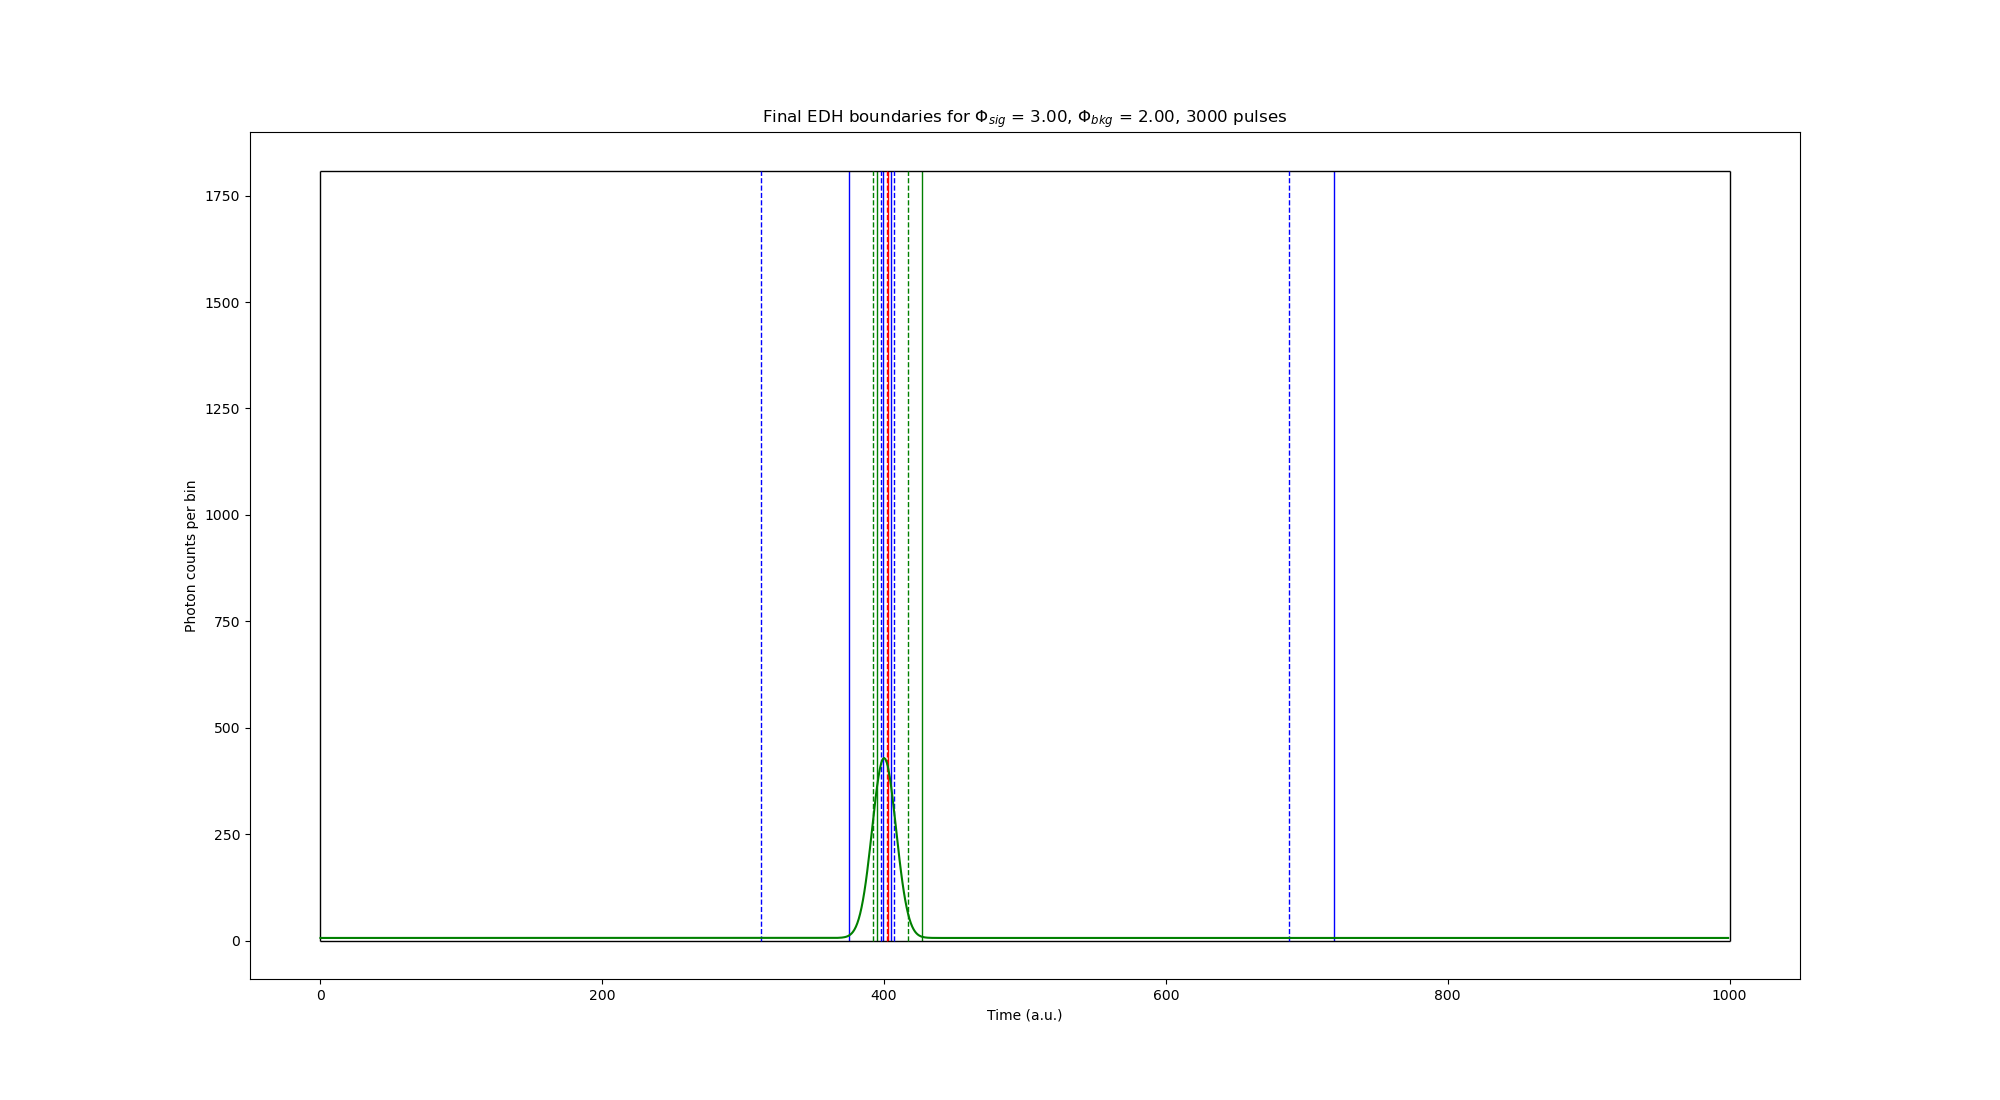 Final EDH boundaries for Φsig = 3.00, Φbkg = 2.00, 3000 pulses
Photon counts per bin
1750
1500
1250
1000
750
500
250
0
0 200 400 600 800 1000
Time (a.u.)